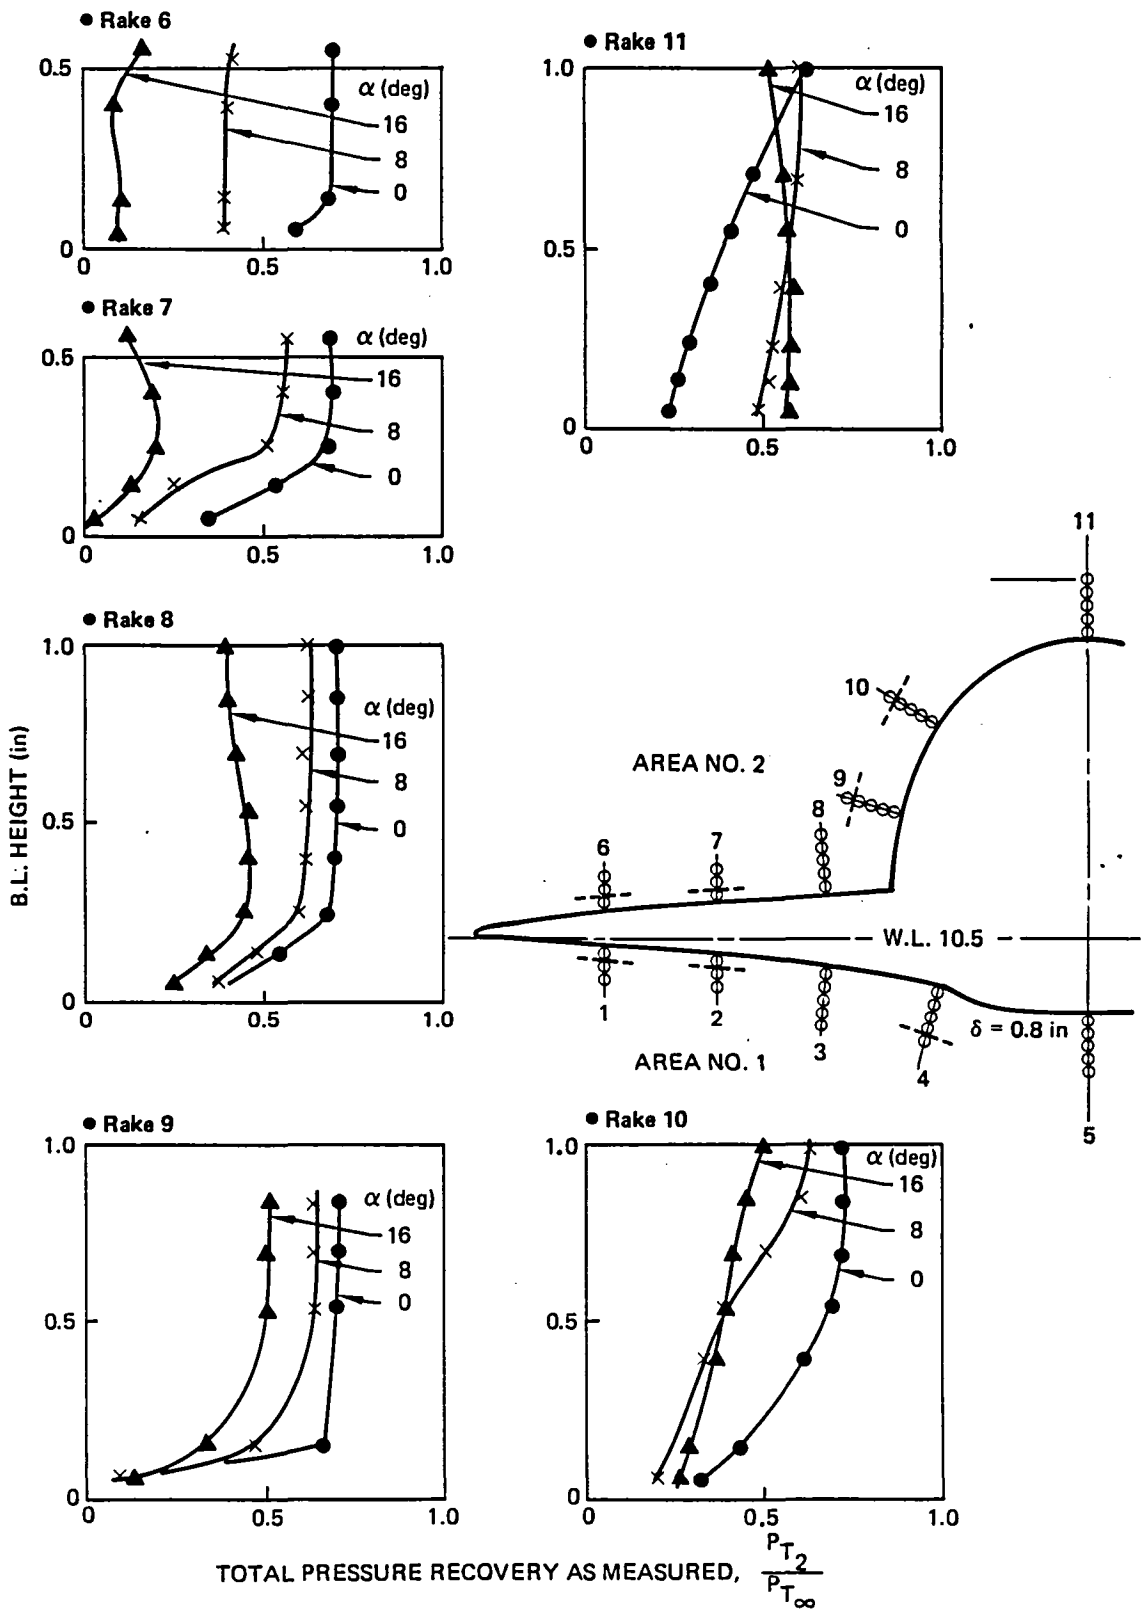 ● Rake 6
0.5
α (deg)
16
8
0
0
0 0.5 1.0
● Rake 11
1.0
α (deg)
16
8
0
0.5
0
0 0.5 1.0
● Rake 7
0.5
α (deg)
16
8
0
0
0 0.5 1.0
● Rake 8
1.0
α (deg)
16
8
0
0.5
0
0 0.5 1.0
B.L. HEIGHT (in)
11
10
AREA NO. 2
9
8
7
6
W.L. 10.5
1
2
3
4
δ = 0.8 in
AREA NO. 1
5
● Rake 9
1.0
α (deg)
16
8
0
0.5
0
0 0.5 1.0
● Rake 10
1.0
α (deg)
16
8
0
0.5
0
0 0.5 1.0
TOTAL PRESSURE RECOVERY AS MEASURED, PT2 / PT∞